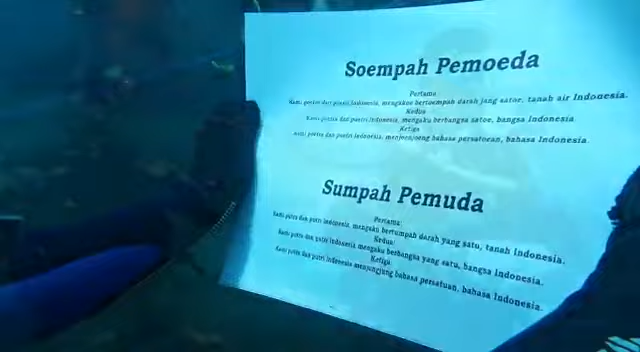 Soempah Pemoeda
Pertama
Kami poetra dan poetri Indonesia, mengakoe bertoempah darah jang satoe, tanah air Indonesia.
Kedua
Kami poetra dan poetri Indonesia, mengakoe berbangsa satoe, bangsa Indonesia
Ketiga
Kami poetra dan poetri Indonesia, mendjoendjoeng bahasa persatoean, bahasa Indonesia.
Sumpah Pemuda
Pertama:
Kami putra dan putri Indonesia, mengaku bertumpah darah yang satu, tanah Indonesia.
Kedua:
Kami putra dan putri Indonesia mengaku berbangsa yang satu, bangsa Indonesia.
Ketiga
Kami putra dan putri Indonesia menjunjung bahasa persatuan, bahasa Indonesia.